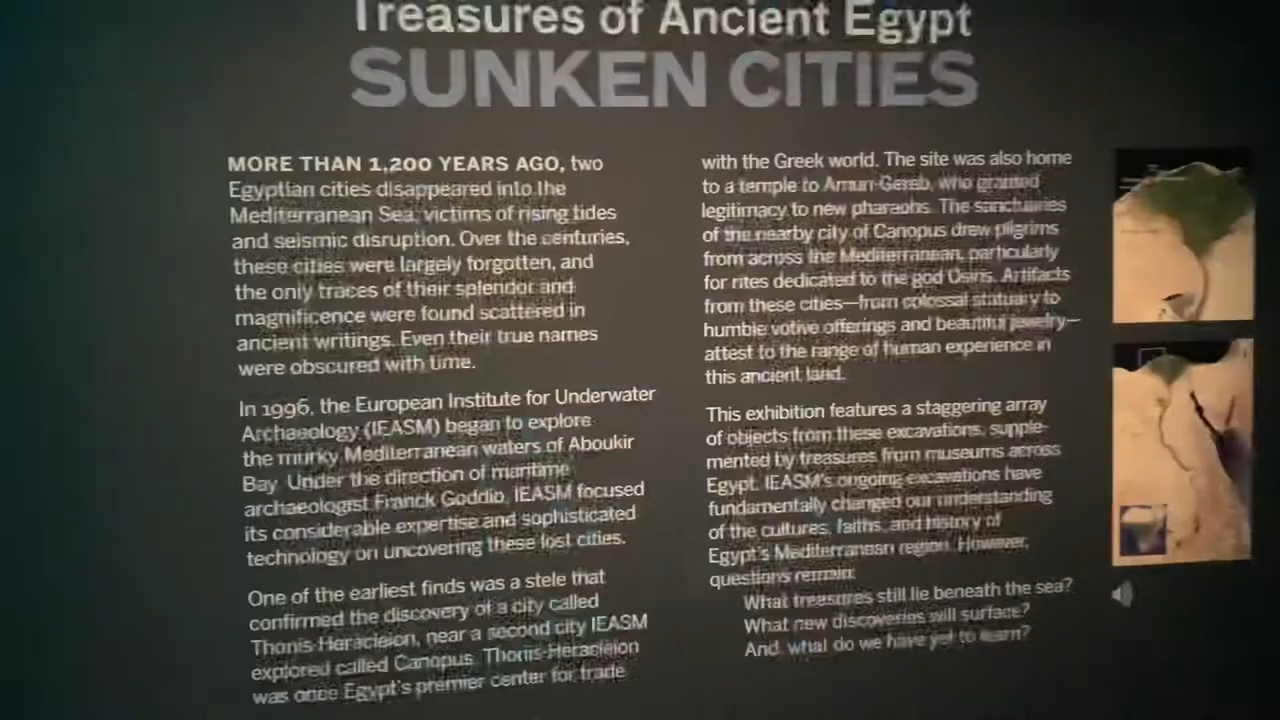 Treasures of Ancient Egypt
SUNKEN CITIES
MORE THAN 1,200 YEARS AGO, two
Egyptian cities disappeared into the
Mediterranean Sea, victims of rising tides
and seismic disruption. Over the centuries,
these cities were largely forgotten, and
the only traces of their splendor and
magnificence were found scattered in
ancient writings. Even their true names
were obscured with time.
In 1996, the European Institute for Underwater
Archaeology (IEASM) began to explore
the murky Mediterranean waters of Aboukir
Bay. Under the direction of maritime
archaeologist Franck Goddio, IEASM focused
its considerable expertise and sophisticated
technology on uncovering these lost cities.
One of the earliest finds was a stele that
confirmed the discovery of a city called
Thonis-Heracleion, near a second city IEASM
explored called Canopus. Thonis-Heracleion
was once Egypt's premier center for trade
with the Greek world. The site was also home
to a temple to Amun-Gereb, who granted
legitimacy to new pharaohs. The sanctuaries
of the nearby city of Canopus drew pilgrims
from across the Mediterranean, particularly
for rites dedicated to the god Osiris. Artifacts
from these cities—from colossal statuary to
humble votive offerings and beautiful jewelry—
attest to the range of human experience in
this ancient land.
This exhibition features a staggering array
of objects from these excavations, supple-
mented by treasures from museums across
Egypt. IEASM's ongoing excavations have
fundamentally changed our understanding
of the cultures, faiths, and history of
Egypt's Mediterranean region. However,
questions remain:
What treasures still lie beneath the sea?
What new discoveries will surface?
And, what do we have yet to learn?